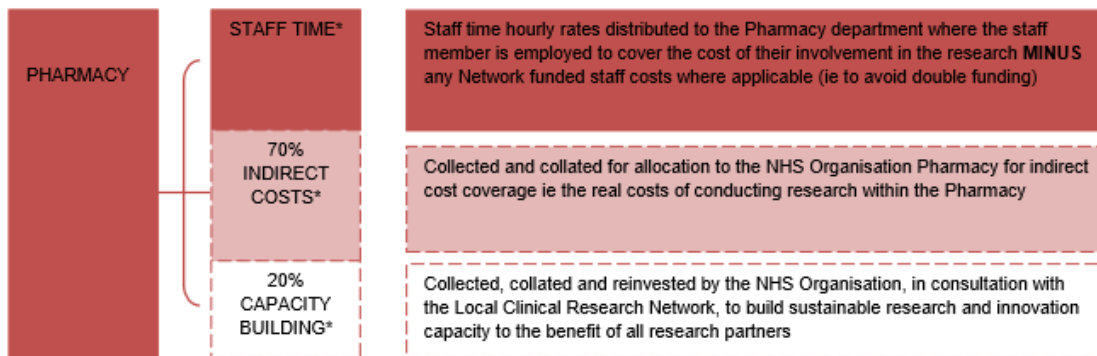 PHARMACY
STAFF TIME*
Staff time hourly rates distributed to the Pharmacy department where the staff
member is employed to cover the cost of their involvement in the research MINUS
any Network funded staff costs where applicable (ie to avoid double funding)
70%
INDIRECT
COSTS*
Collected and collated for allocation to the NHS Organisation Pharmacy for indirect
cost coverage ie the real costs of conducting research within the Pharmacy
20%
CAPACITY
BUILDING*
Collected, collated and reinvested by the NHS Organisation, in consultation with
the Local Clinical Research Network, to build sustainable research and innovation
capacity to the benefit of all research partners